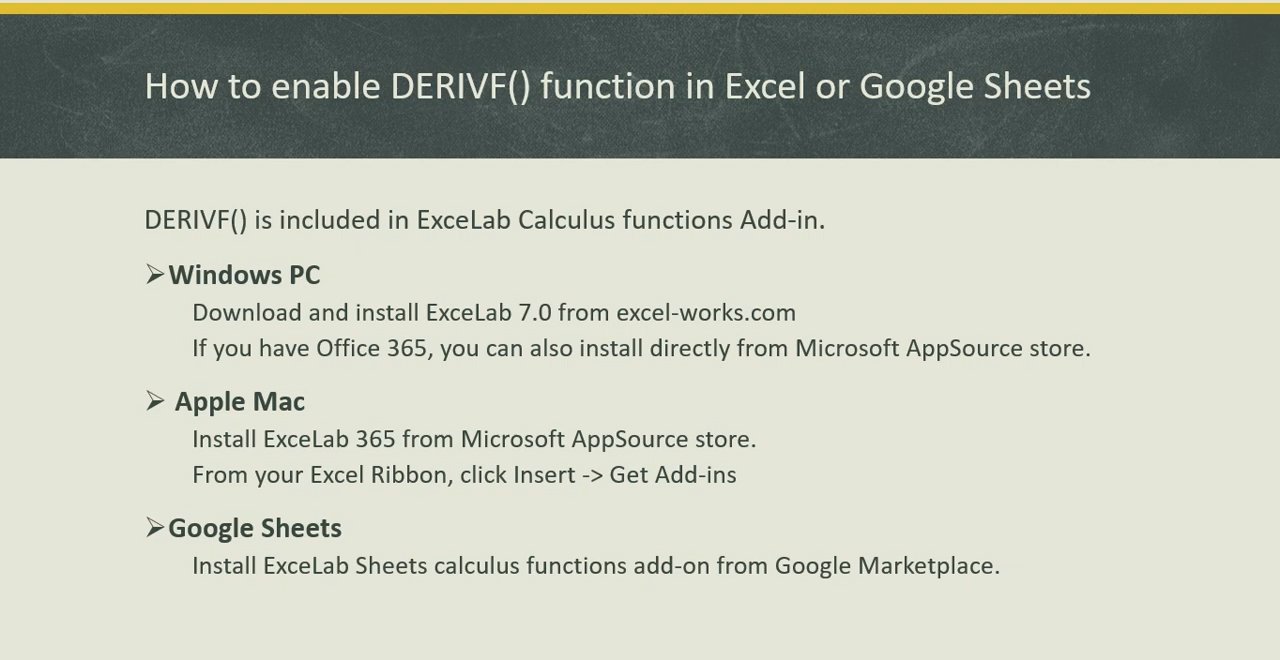 How to enable DERIVF() function in Excel or Google Sheets
DERIVF() is included in ExceLab Calculus functions Add-in.
➢Windows PC
Download and install ExceLab 7.0 from excel-works.com
If you have Office 365, you can also install directly from Microsoft AppSource store.
➢ Apple Mac
Install ExceLab 365 from Microsoft AppSource store.
From your Excel Ribbon, click Insert -> Get Add-ins
➢Google Sheets
Install ExceLab Sheets calculus functions add-on from Google Marketplace.